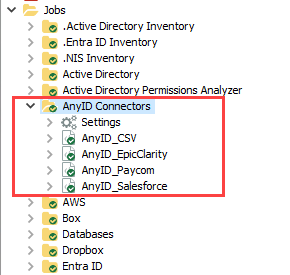 Jobs
.Active Directory Inventory
.Entra ID Inventory
.NIS Inventory
Active Directory
Active Directory Permissions Analyzer
AnyID Connectors
Settings
AnyID_CSV
AnyID_EpicClarity
AnyID_Paycom
AnyID_Salesforce
AWS
Box
Databases
Dropbox
Entra ID